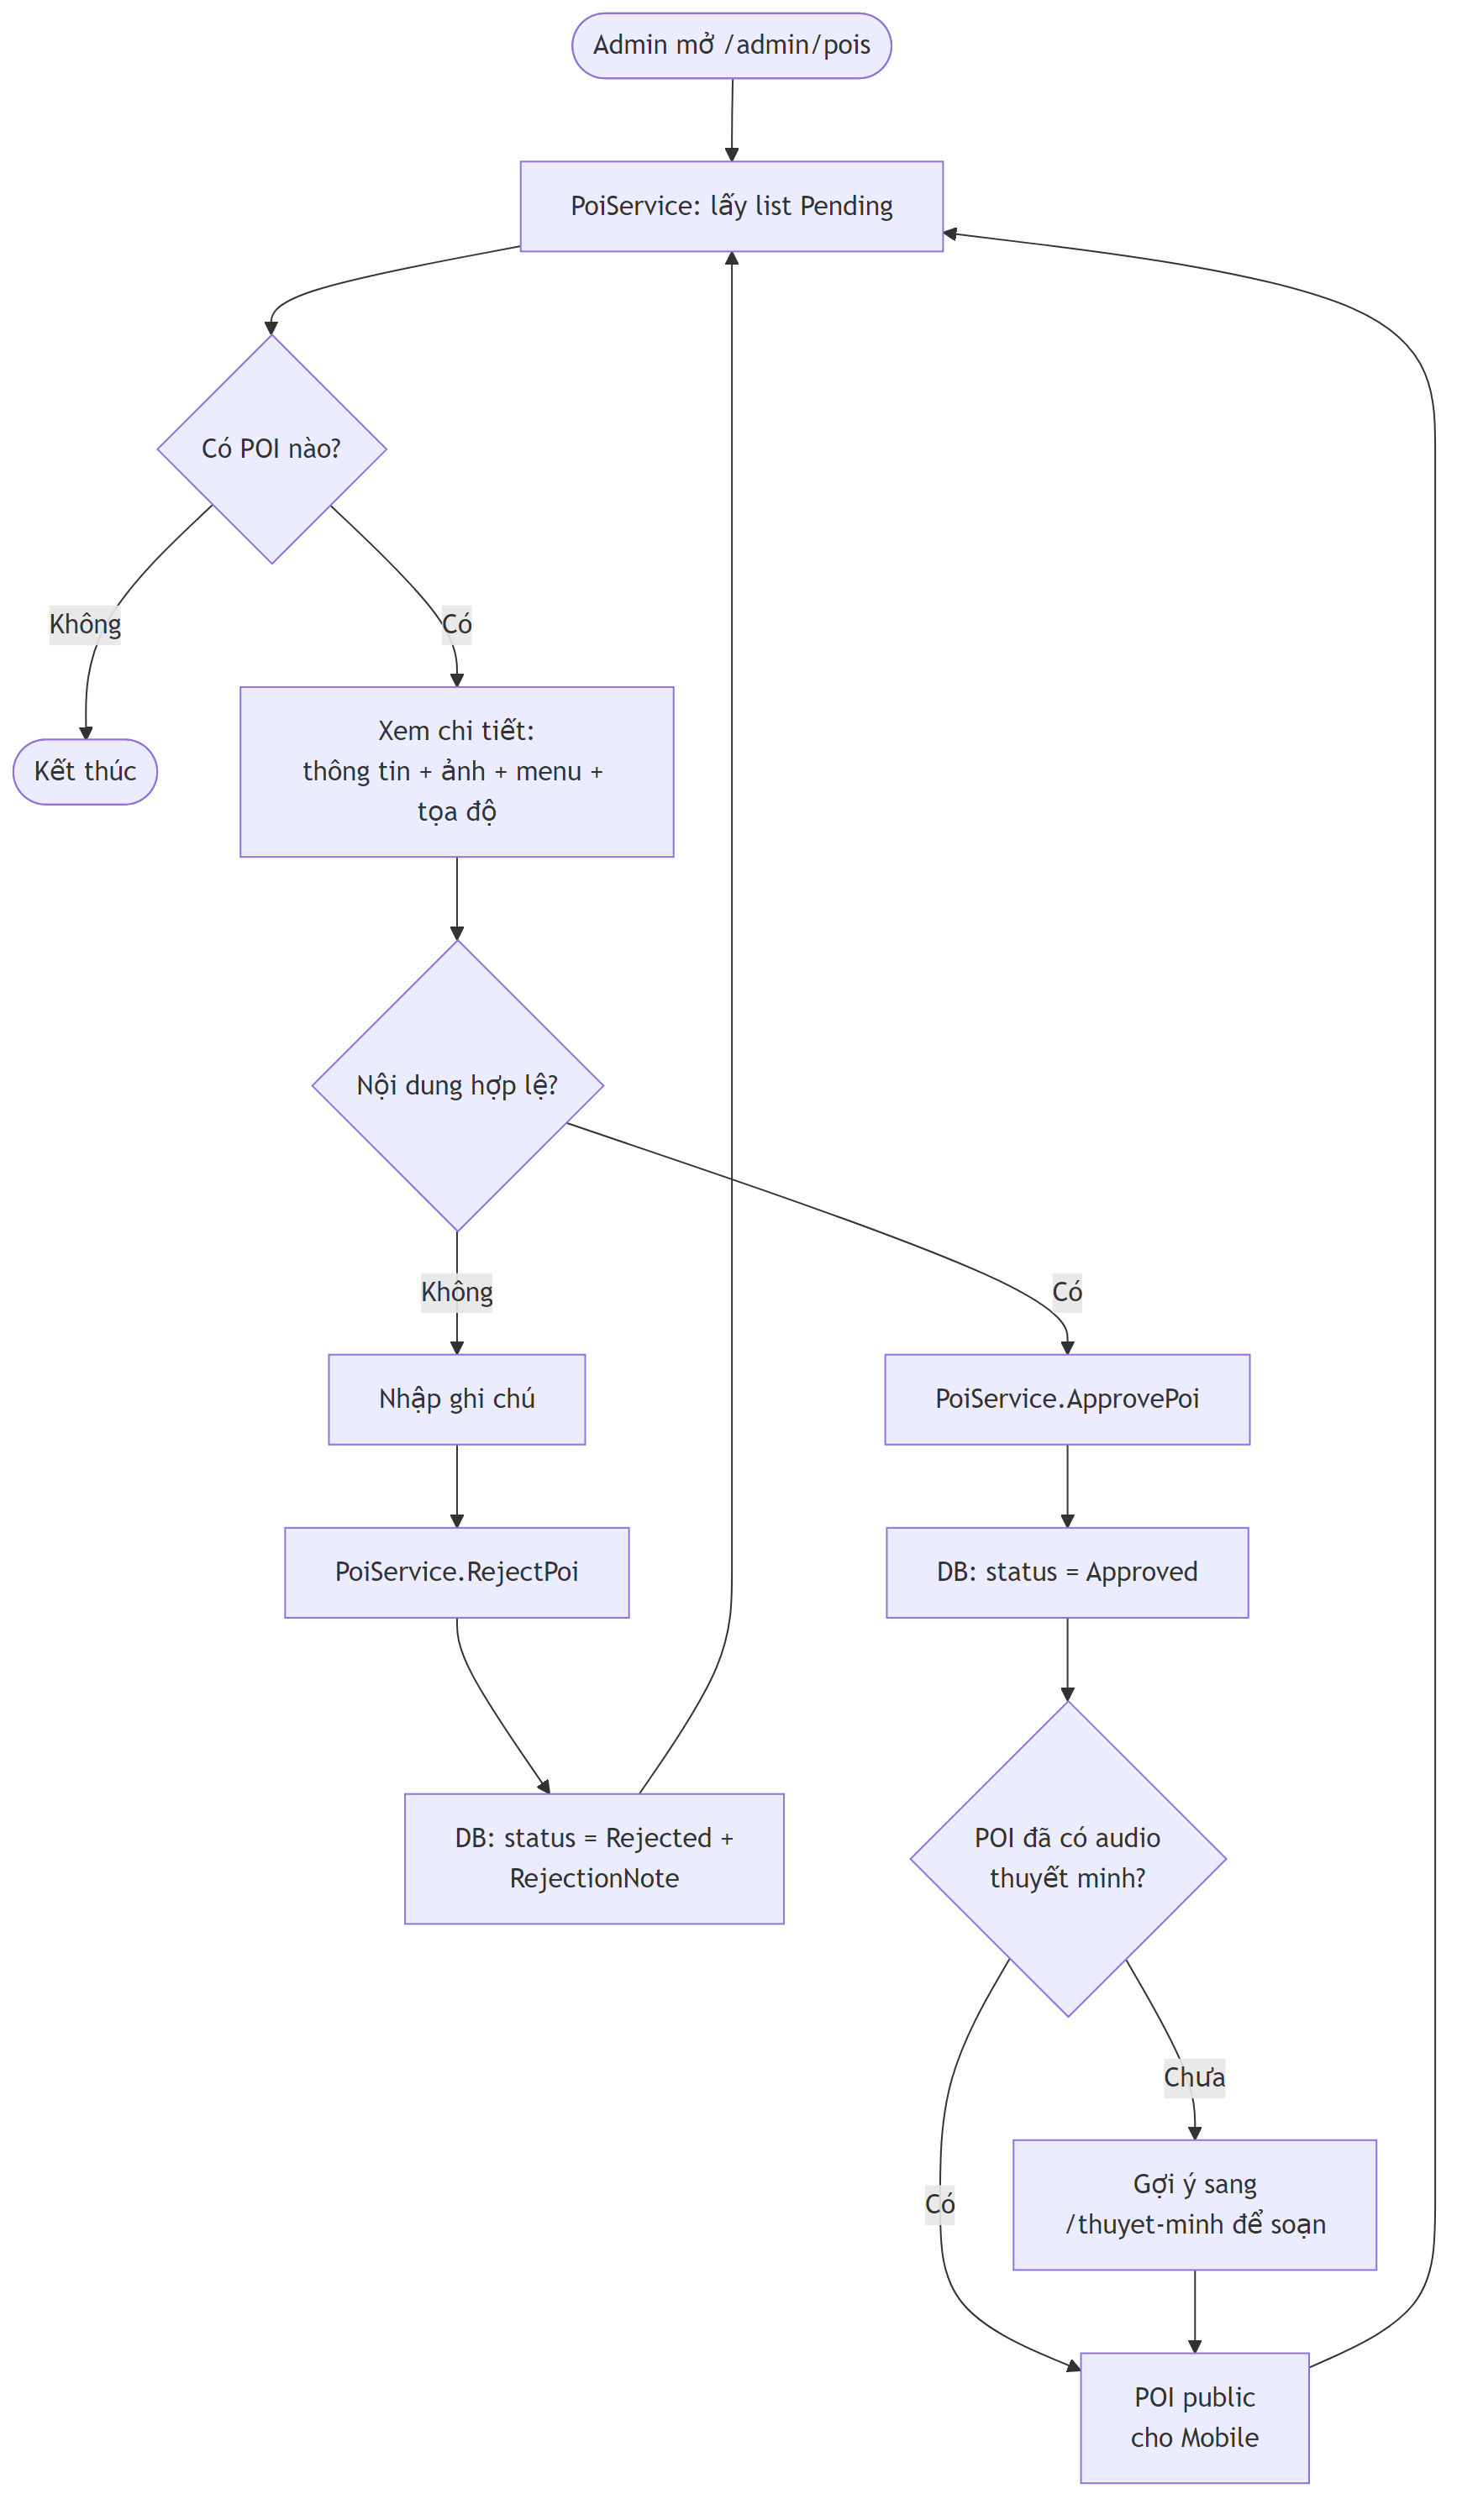 Admin mở /admin/pois
PoiService: lấy list Pending
Có POI nào?
Không
Có
Kết thúc
Xem chi tiết:
thông tin + ảnh + menu +
tọa độ
Nội dung hợp lệ?
Không
Có
Nhập ghi chú
PoiService.ApprovePoi
PoiService.RejectPoi
DB: status = Approved
DB: status = Rejected +
RejectionNote
POI đã có audio
thuyết minh?
Chưa
Có
Gợi ý sang
/thuyet-minh để soạn
POI public
cho Mobile